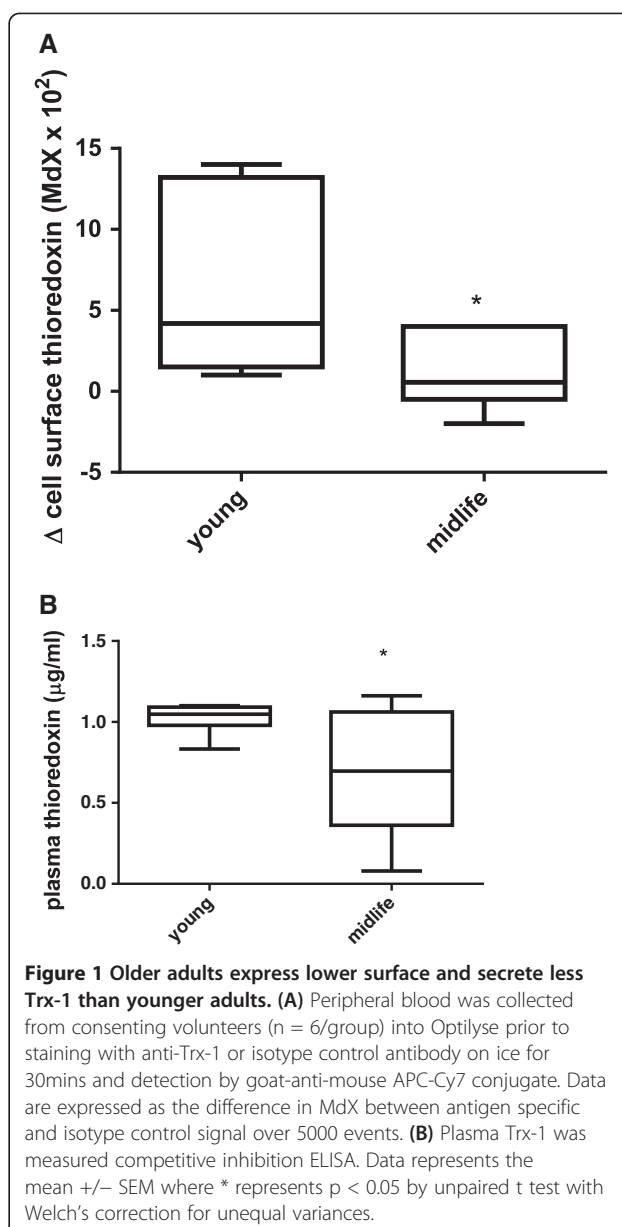 A
Δ cell surface thioredoxin (MdX x 10²)
15
10
5
0
-5
*
young
midlife
B
plasma thioredoxin (µg/ml)
1.5
1.0
0.5
0.0
*
young
midlife
Figure 1 Older adults express lower surface and secrete less
Trx-1 than younger adults. (A) Peripheral blood was collected
from consenting volunteers (n = 6/group) into Optilyse prior to
staining with anti-Trx-1 or isotype control antibody on ice for
30mins and detection by goat-anti-mouse APC-Cy7 conjugate. Data
are expressed as the difference in MdX between antigen specific
and isotype control signal over 5000 events. (B) Plasma Trx-1 was
measured competitive inhibition ELISA. Data represents the
mean +/− SEM where * represents p < 0.05 by unpaired t test with
Welch's correction for unequal variances.